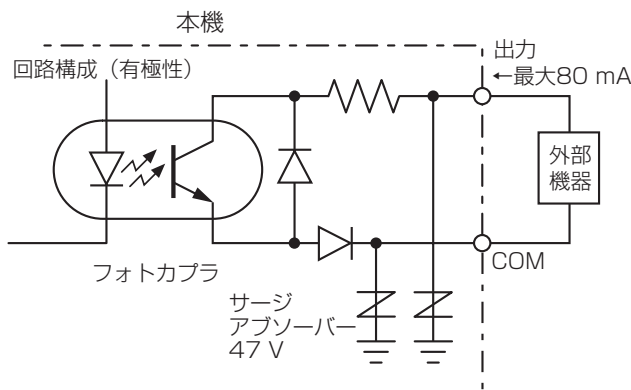 本機
出力
←最大80 mA
回路構成（有極性）
外部
機器
COM
フォトカプラ
サージ
アブソーバー
47 V